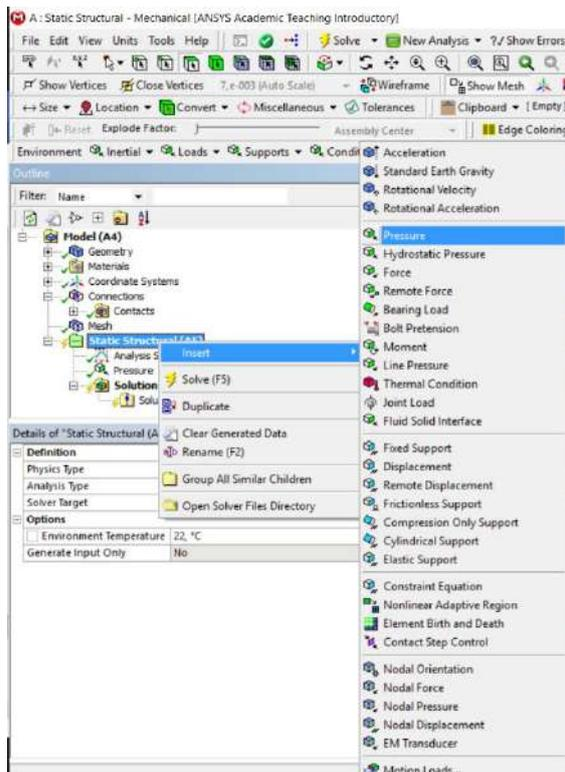 A : Static Structural - Mechanical [ANSYS Academic Teaching Introductory]
File Edit View Units Tools Help Solve New Analysis ?/ Show Errors
Show Vertices Close Vertices 7,e-003 (Auto Scale) Wireframe Show Mesh
Size Location Convert Miscellaneous Tolerances Clipboard [Empty]
Reset Explode Factor: Assembly Center Edge Coloring
Environment Inertial Loads Supports
Outline
Filter: Name
Model (A4)
Geometry
Materials
Coordinate Systems
Connections
Contacts
Mesh
Static Structural (A5)
Analysis S
Pressure
Solution
Solu
Insert
Solve (F5)
Duplicate
Clear Generated Data
Rename (F2)
Group All Similar Children
Open Solver Files Directory
Details of "Static Structural (A
Definition
Physics Type
Analysis Type
Solver Target
Options
Environment Temperature 22, °C
Generate Input Only No
Acceleration
Standard Earth Gravity
Rotational Velocity
Rotational Acceleration
Pressure
Hydrostatic Pressure
Force
Remote Force
Bearing Load
Bolt Pretension
Moment
Line Pressure
Thermal Condition
Joint Load
Fluid Solid Interface
Fixed Support
Displacement
Remote Displacement
Frictionless Support
Compression Only Support
Cylindrical Support
Elastic Support
Constraint Equation
Nonlinear Adaptive Region
Element Birth and Death
Contact Step Control
Nodal Orientation
Nodal Force
Nodal Pressure
Nodal Displacement
EM Transducer
Motion Loads